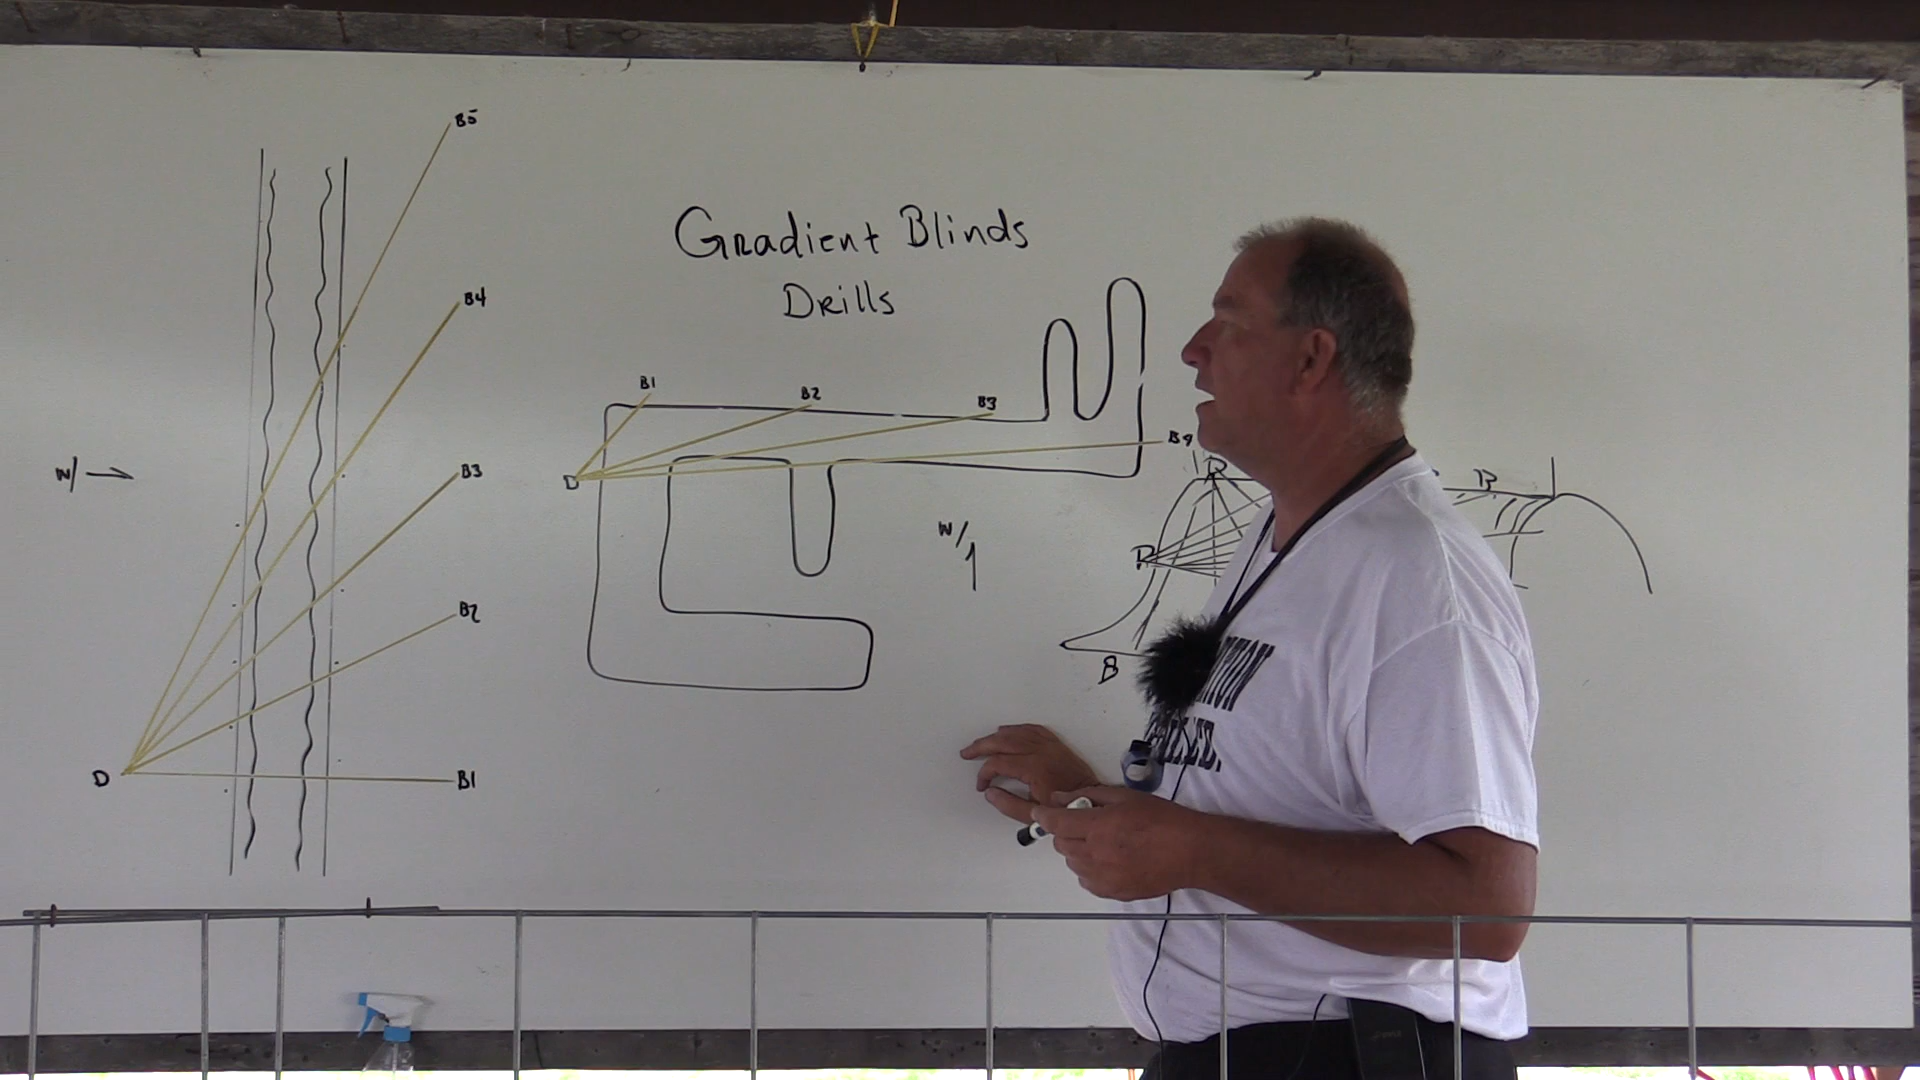 B5
B4
B3
B2
B1
D
W/ →
Gradient Blinds
Drills
B1
B2
B3
B4
D
W/
B
B